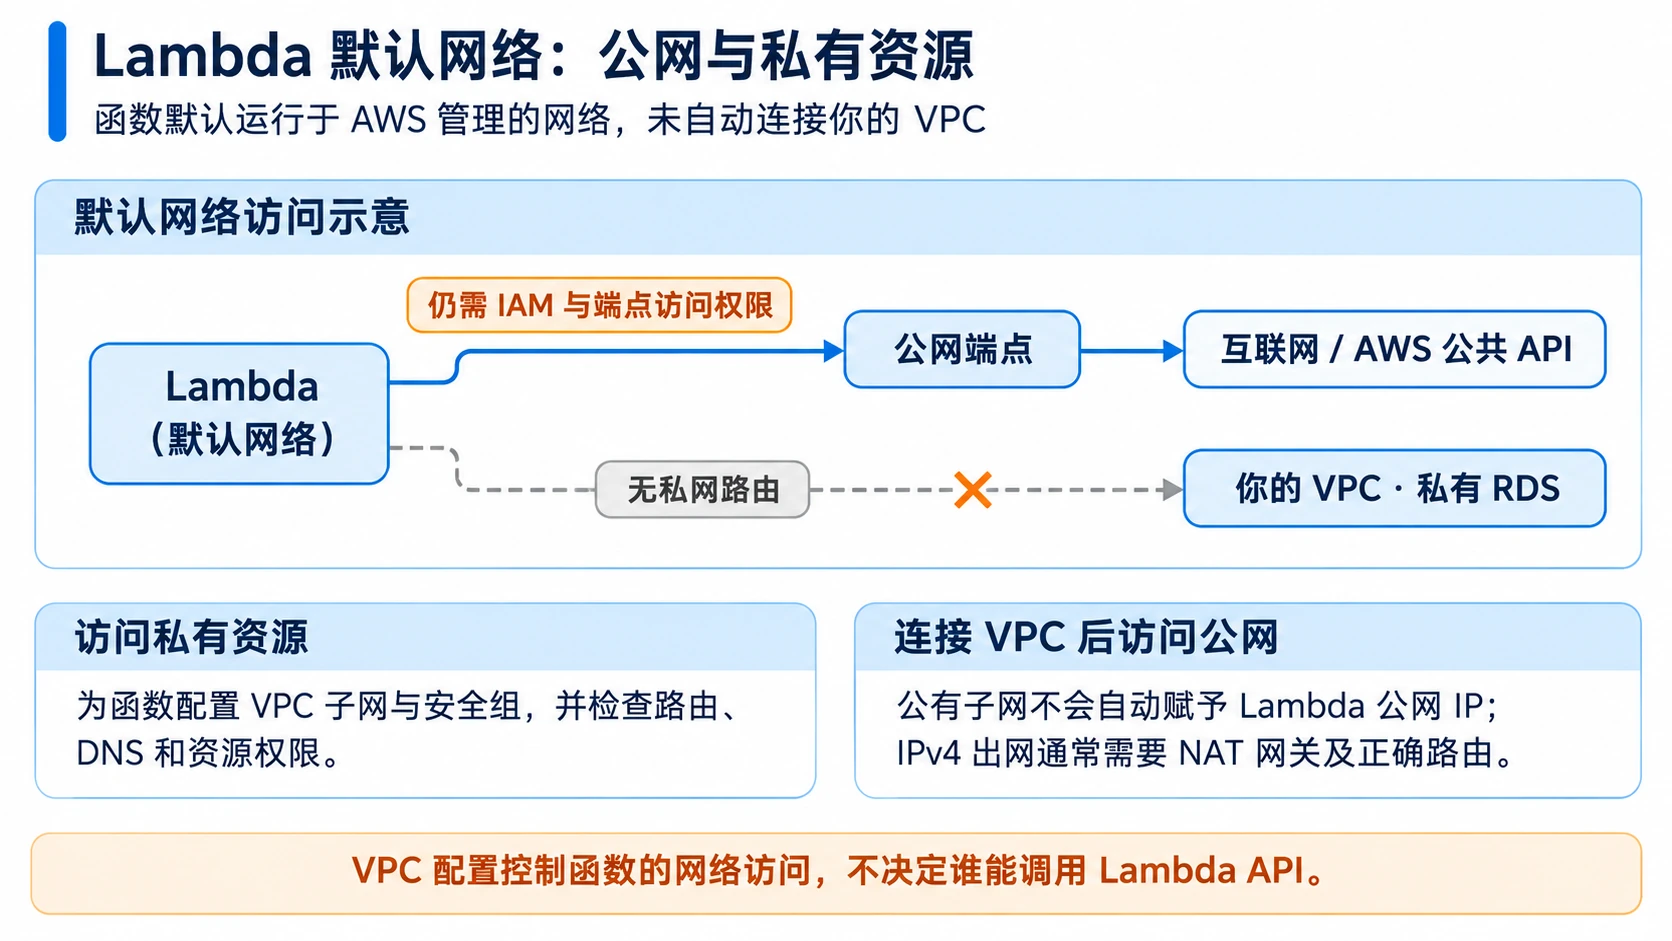 Lambda 默认网络：公网与私有资源
函数默认运行于 AWS 管理的网络，未自动连接你的 VPC
默认网络访问示意
仍需 IAM 与端点访问权限
Lambda
（默认网络）
公网端点
互联网 / AWS 公共 API
无私网路由
你的 VPC · 私有 RDS
访问私有资源
为函数配置 VPC 子网与安全组，并检查路由、
DNS 和资源权限。
连接 VPC 后访问公网
公有子网不会自动赋予 Lambda 公网 IP；
IPv4 出网通常需要 NAT 网关及正确路由。
VPC 配置控制函数的网络访问，不决定谁能调用 Lambda API。